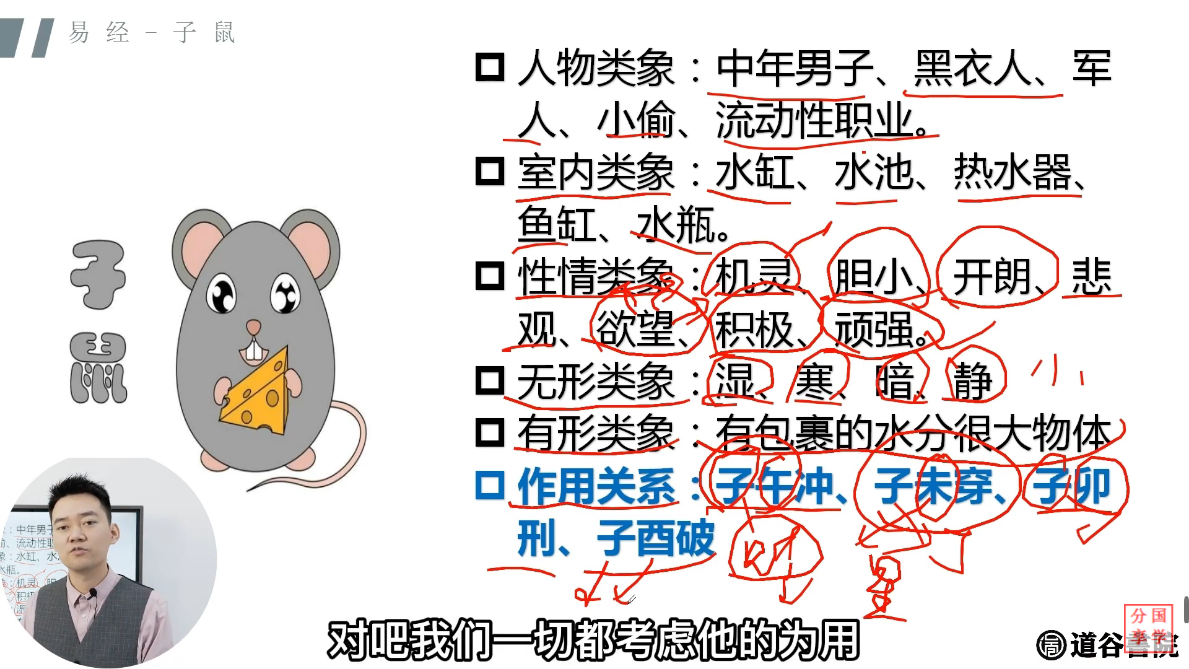 易经－子鼠
人物类象：中年男子、黑衣人、军
人、小偷、流动性职业。
室内类象：水缸、水池、热水器、
鱼缸、水瓶。
性情类象：机灵、胆小、开朗、悲
观、欲望、积极、顽强。
无形类象：湿、寒、暗、静
有形类象：有包裹的水分很大物体
作用关系：子午冲、子未穿、子卯
刑、子酉破
子
鼠
对吧我们一切都考虑他的为用
分国
享学
道谷書院